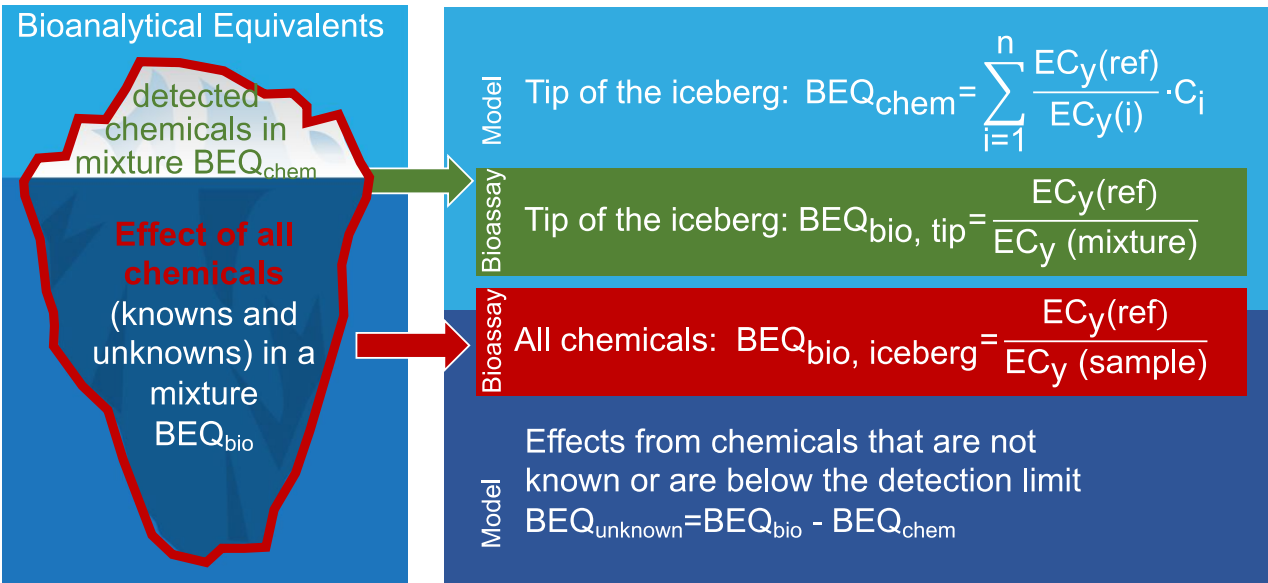 Bioanalytical Equivalents
detected
chemicals in
mixture BEQchem
Effect of all
chemicals
(knowns and
unknowns) in a
mixture
BEQbio
Model
Tip of the iceberg: BEQchem= ∑ i=1 n ECy(ref) / ECy(i) ·Ci
Bioassay
Tip of the iceberg: BEQbio, tip= ECy(ref) / ECy (mixture)
Bioassay
All chemicals: BEQbio, iceberg= ECy(ref) / ECy (sample)
Model
Effects from chemicals that are not
known or are below the detection limit
BEQunknown=BEQbio - BEQchem